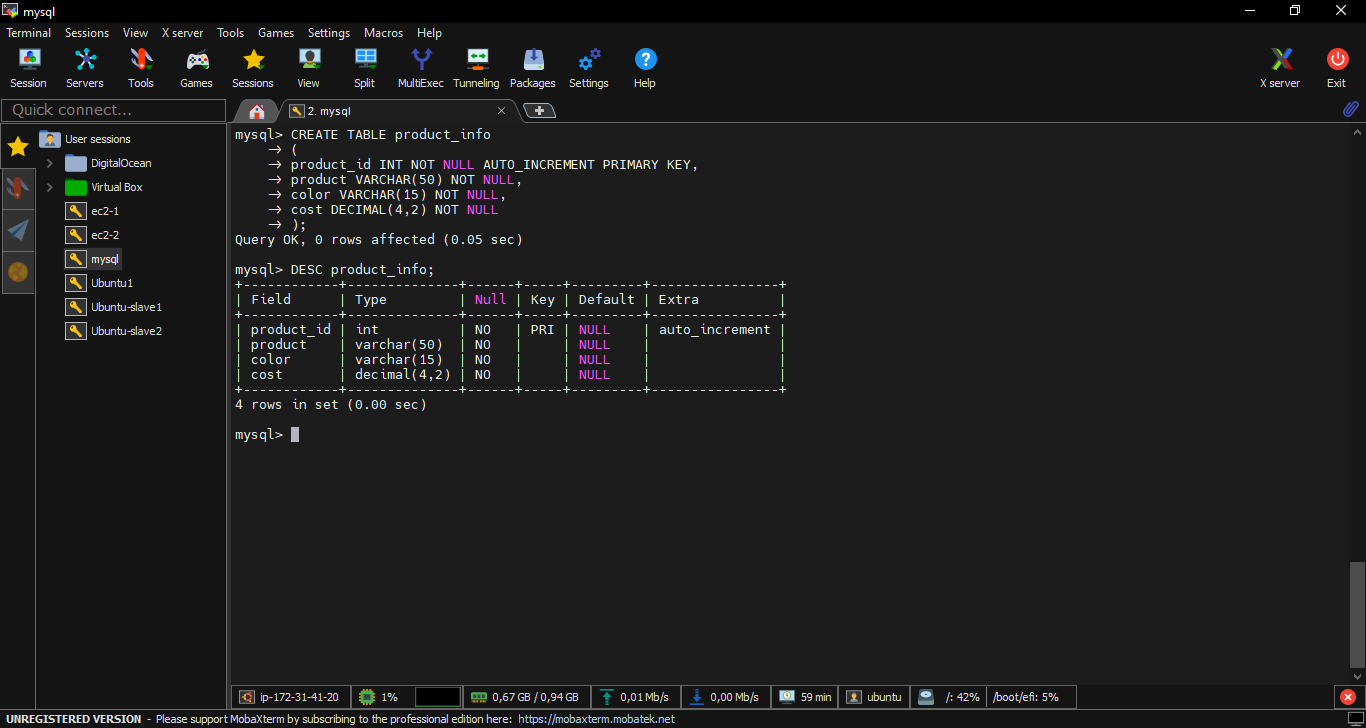 mysql
Terminal Sessions View X server Tools Games Settings Macros Help
Session Servers Tools Games Sessions View Split MultiExec Tunneling Packages Settings Help X server Exit
Quick connect...
2. mysql
User sessions
DigitalOcean
Virtual Box
ec2-1
ec2-2
mysql
Ubuntu1
Ubuntu-slave1
Ubuntu-slave2
mysql> CREATE TABLE product_info
    -> (
    -> product_id INT NOT NULL AUTO_INCREMENT PRIMARY KEY,
    -> product VARCHAR(50) NOT NULL,
    -> color VARCHAR(15) NOT NULL,
    -> cost DECIMAL(4,2) NOT NULL
    -> );
Query OK, 0 rows affected (0.05 sec)
mysql> DESC product_info;
+------------+--------------+------+-----+---------+----------------+
| Field      | Type         | Null | Key | Default | Extra          |
+------------+--------------+------+-----+---------+----------------+
| product_id | int          | NO   | PRI | NULL    | auto_increment |
| product    | varchar(50)  | NO   |     | NULL    |                |
| color      | varchar(15)  | NO   |     | NULL    |                |
| cost       | decimal(4,2) | NO   |     | NULL    |                |
+------------+--------------+------+-----+---------+----------------+
4 rows in set (0.00 sec)
mysql>
ip-172-31-41-20 1% 0,67 GB / 0,94 GB 0,01 Mb/s 0,00 Mb/s 59 min ubuntu /: 42% /boot/efi: 5%
UNREGISTERED VERSION - Please support MobaXterm by subscribing to the professional edition here: https://mobaxterm.mobatek.net